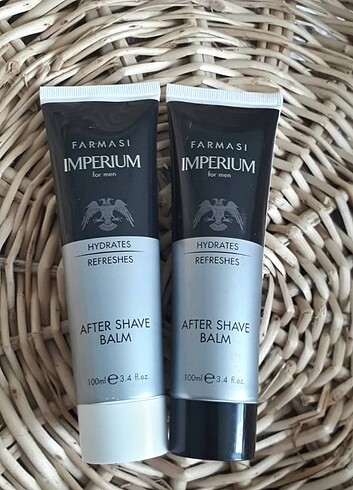 FARMASI
IMPERIUM
for men
HYDRATES
REFRESHES
AFTER SHAVE
BALM
100ml e 3.4 fl.oz.
FARMASI
IMPERIUM
for men
HYDRATES
REFRESHES
AFTER SHAVE
BALM
100ml e 3.4 fl.oz.